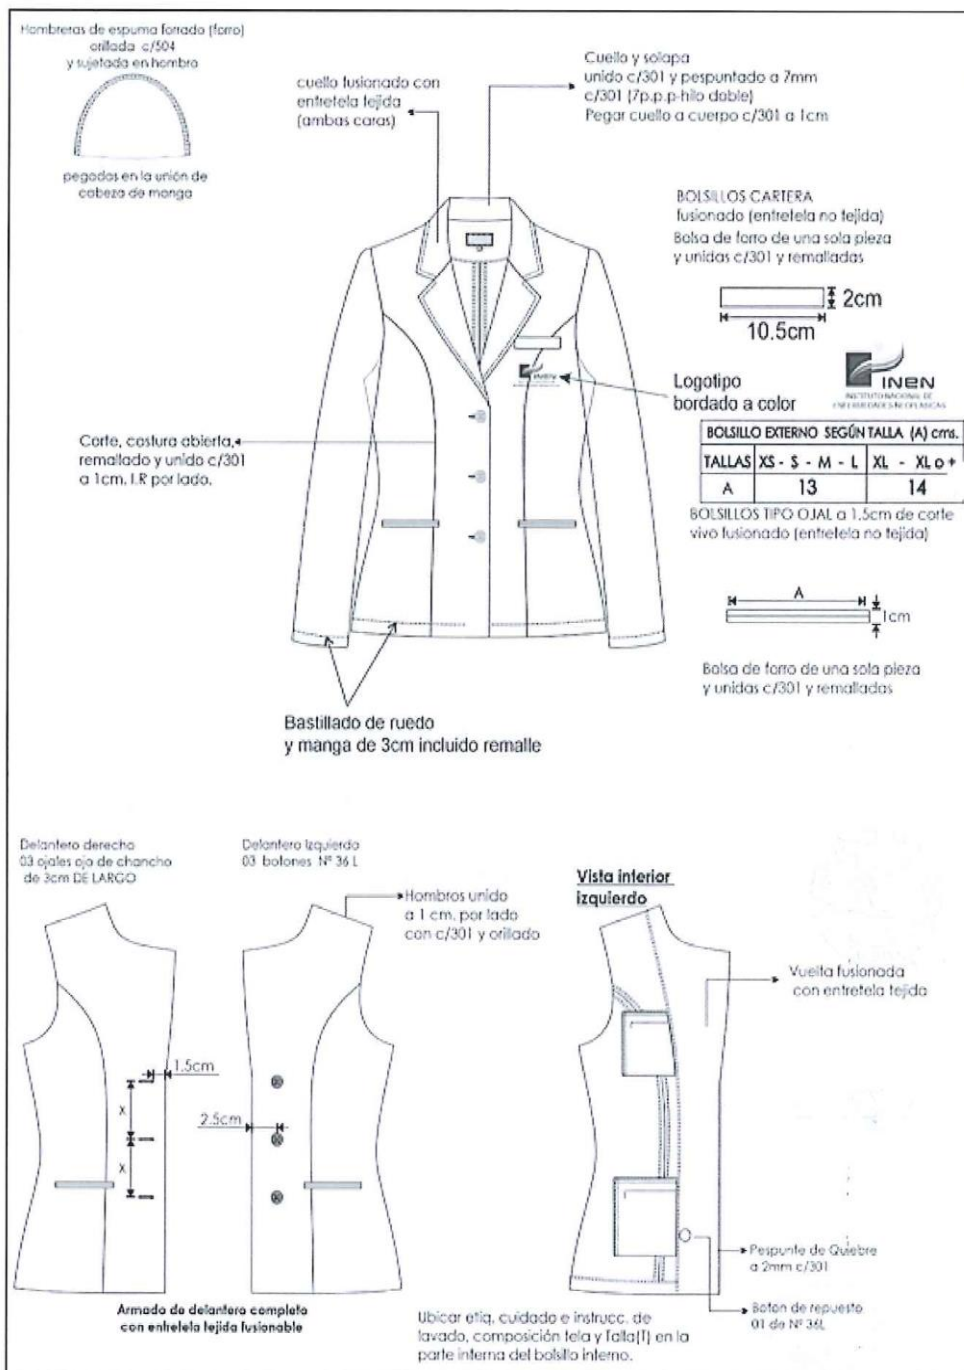 Hombreras de espuma forrado (forro)
orillada c/504
y sujetada en hombro
pegadas en la unión de
cabeza de manga
cuello fusionado con
entretela tejida
(ambas caras)
Cuello y solapa
unido c/301 y pespuntado a 7mm
c/301 (7p.p.p-hilo doble)
Pegar cuello a cuerpo c/301 a 1cm
BOLSILLOS CARTERA
fusionado (entretela no tejida)
Bolsa de forro de una sola pieza
y unidas c/301 y remalladas
2cm
10.5cm
inen
Logotipo
bordado a color
inen
INSTITUTO NACIONAL DE
ENFERMEDADES NEOPLASICAS
Corte, costura abierta,
remallado y unido c/301
a 1cm. I.R por lado.
BOLSILLO EXTERNO SEGÚN TALLA (A) cms.
TALLAS XS - S - M - L XL - XL o +
A 13 14
BOLSILLOS TIPO OJAL a 1.5cm de corte
vivo fusionado (entretela no tejida)
A
1cm
Bolsa de forro de una sola pieza
y unidas c/301 y remalladas
Bastillado de ruedo
y manga de 3cm incluido remalle
Delantero derecho
03 ojales ojo de chancho
de 3cm DE LARGO
Delantero Izquierdo
03 botones Nº 36 L
Hombros unido
a 1 cm. por lado
con c/301 y orillado
Vista interior
izquierdo
Vuelta fusionada
con entretela tejida
1.5cm
X
2.5cm
X
Pespunte de Quiebre
a 2mm c/301
Boton de repuesto
01 de Nº 36L
Armado de delantero completo
con entretela tejida fusionable
Ubicar etiq. cuidado e instrucc. de
lavado, composición tela y Talla(T) en la
parte interna del bolsillo interno.